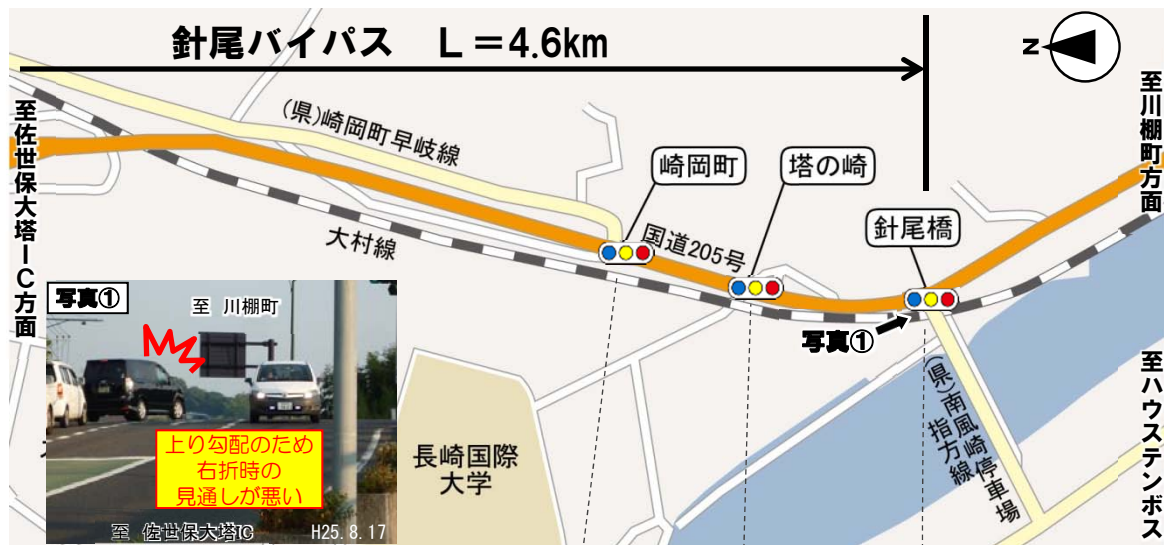 針尾バイパス L=4.6km
N
至佐世保大塔IC方面
至川棚町方面
(県)崎岡町早岐線
崎岡町
塔の崎
針尾橋
国道205号
大村線
写真①
至 川棚町
上り勾配のため
右折時の
見通しが悪い
至 佐世保大塔IC
H25.8.17
写真①
長崎国際
大学
(県)南風崎停車場
指方線
至ハウステンボス